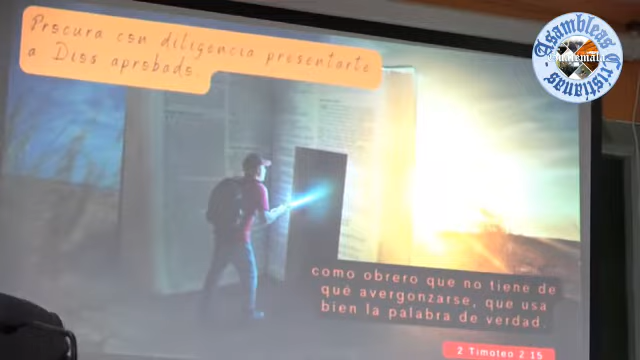 Procura con diligencia presentarte
a Dios aprobado.
como obrero que no tiene de
qué avergonzarse, que usa
bien la palabra de verdad.
2 Timoteo 2 15
Asambleas
Cristianas